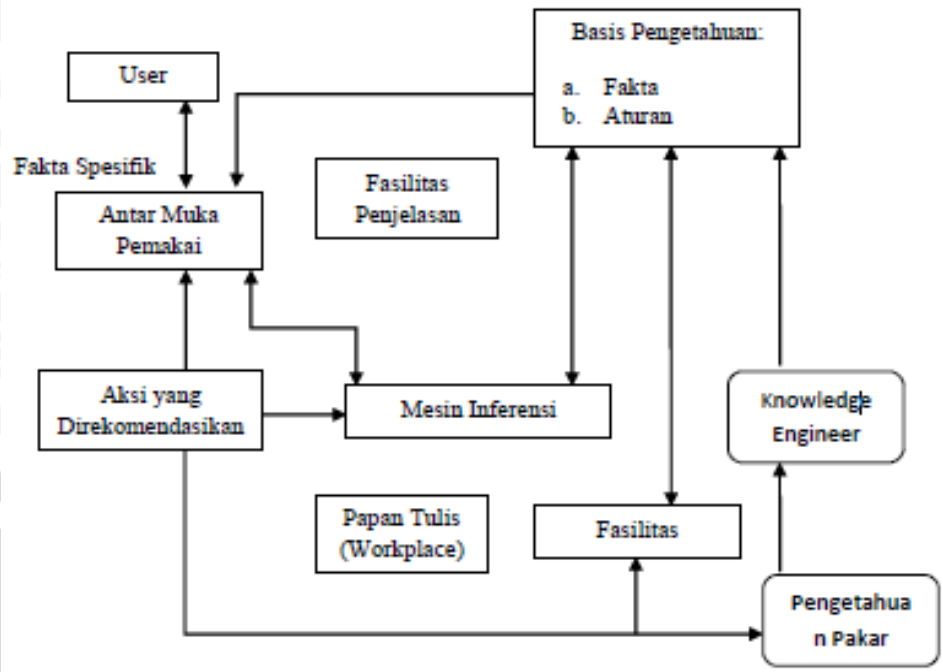 Basis Pengetahuan:
a. Fakta
b. Aturan
User
Fakta Spesifik
Fasilitas
Penjelasan
Antar Muka
Pemakai
Aksi yang
Direkomendasikan
Mesin Inferensi
Knowledge
Engineer
Papan Tulis
(Workplace)
Fasilitas
Pengetahua
n Pakar